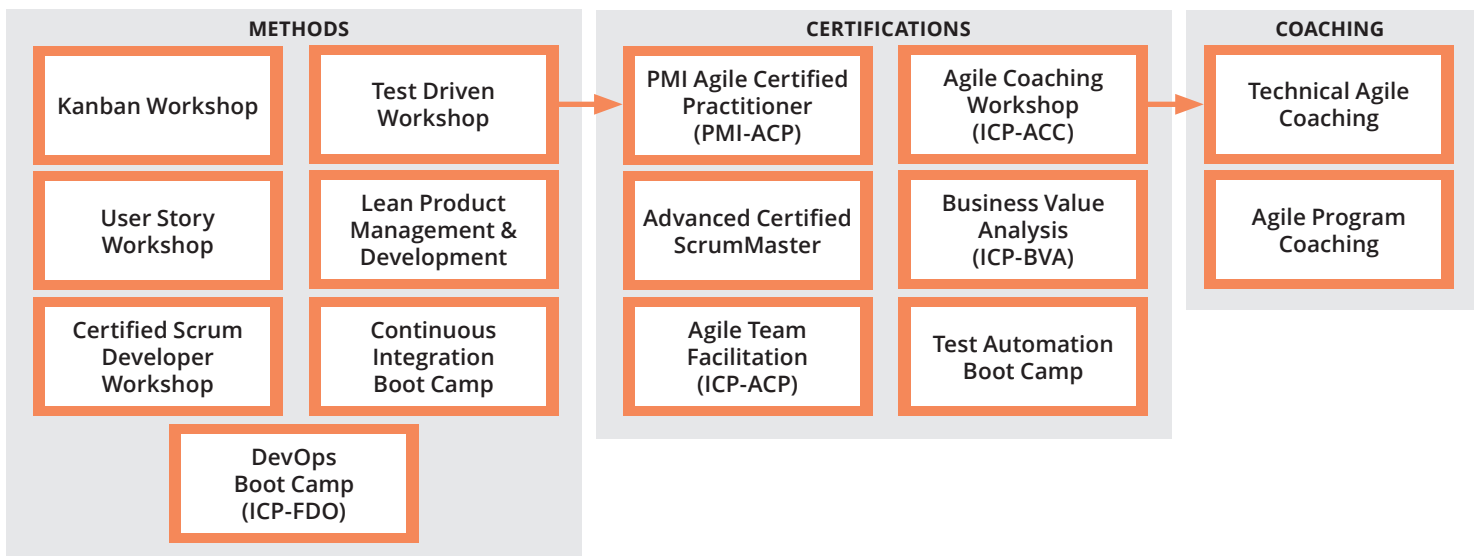 METHODS
Kanban Workshop
Test Driven
Workshop
User Story
Workshop
Lean Product
Management &
Development
Certified Scrum
Developer
Workshop
Continuous
Integration
Boot Camp
DevOps
Boot Camp
(ICP-FDO)
CERTIFICATIONS
PMI Agile Certified
Practitioner
(PMI-ACP)
Agile Coaching
Workshop
(ICP-ACC)
Advanced Certified
ScrumMaster
Business Value
Analysis
(ICP-BVA)
Agile Team
Facilitation
(ICP-ACP)
Test Automation
Boot Camp
COACHING
Technical Agile
Coaching
Agile Program
Coaching